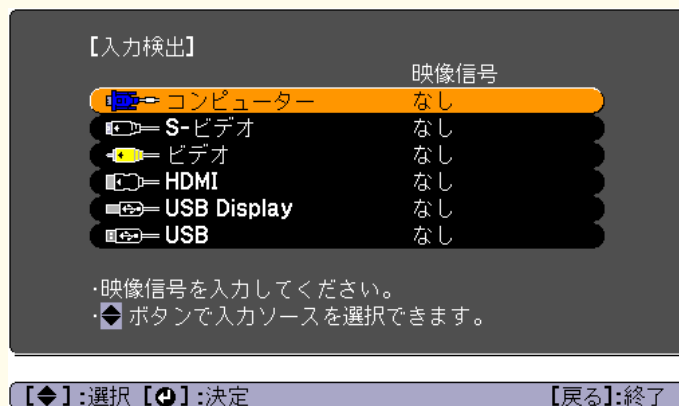 【入力検出】
映像信号
コンピューター なし
S-ビデオ なし
ビデオ なし
HDMI なし
USB Display なし
USB なし
・映像信号を入力してください。
・◆ ボタンで入力ソースを選択できます。
【◆】:選択 【⏎】:決定 【戻る】:終了